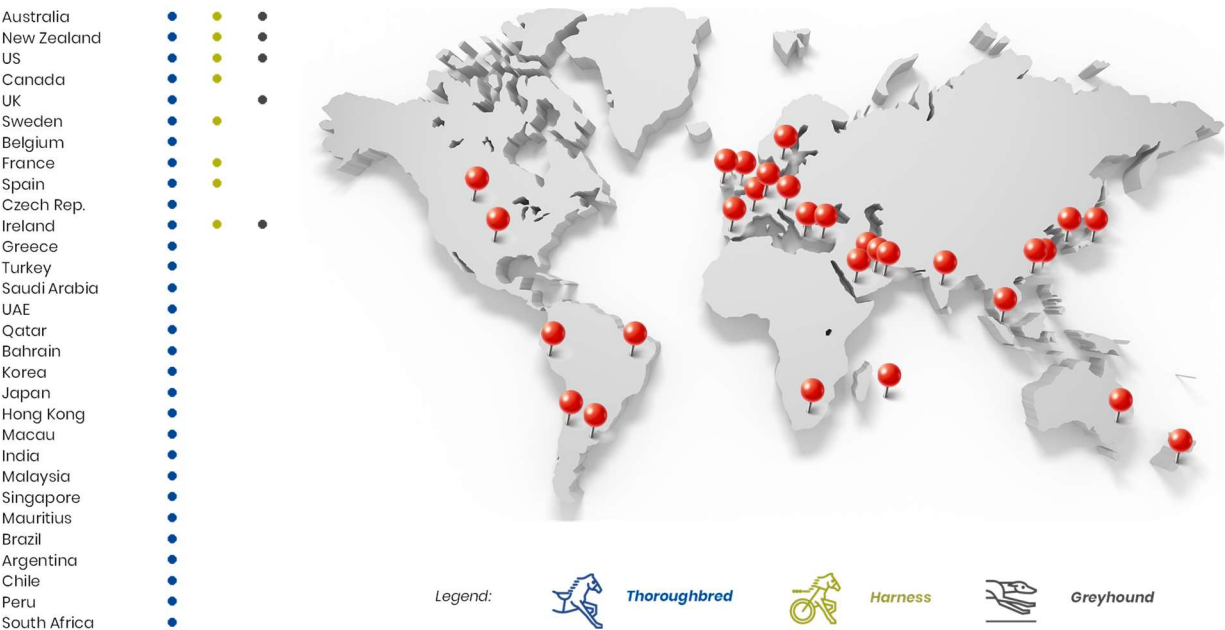 Australia
New Zealand
US
Canada
UK
Sweden
Belgium
France
Spain
Czech Rep.
Ireland
Greece
Turkey
Saudi Arabia
UAE
Qatar
Bahrain
Korea
Japan
Hong Kong
Macau
India
Malaysia
Singapore
Mauritius
Brazil
Argentina
Chile
Peru
South Africa
Legend: Thoroughbred Harness Greyhound